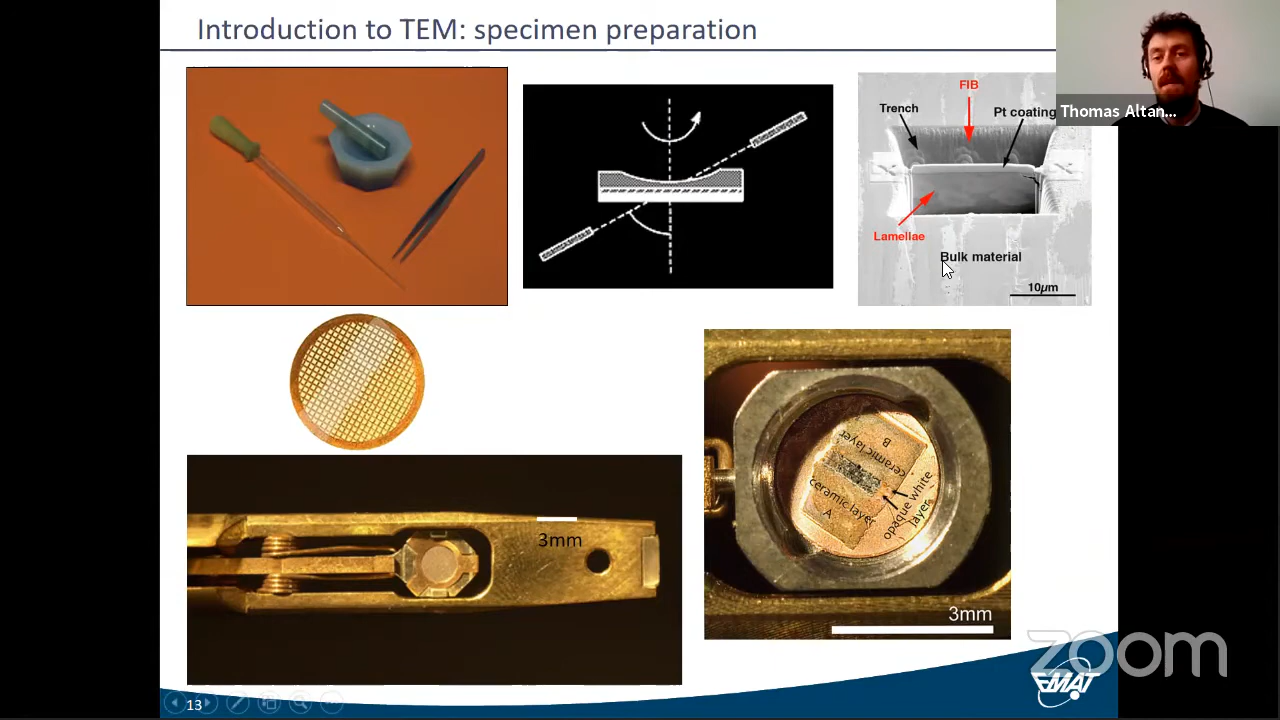 Introduction to TEM: specimen preparation
Thomas Altan...
FIB
Trench
Pt coating
Lamellae
Bulk material
10μm
3mm
B
ceramic layer
ceramic layer
A
opaque white
layer
3mm
zoom
EMAT
13